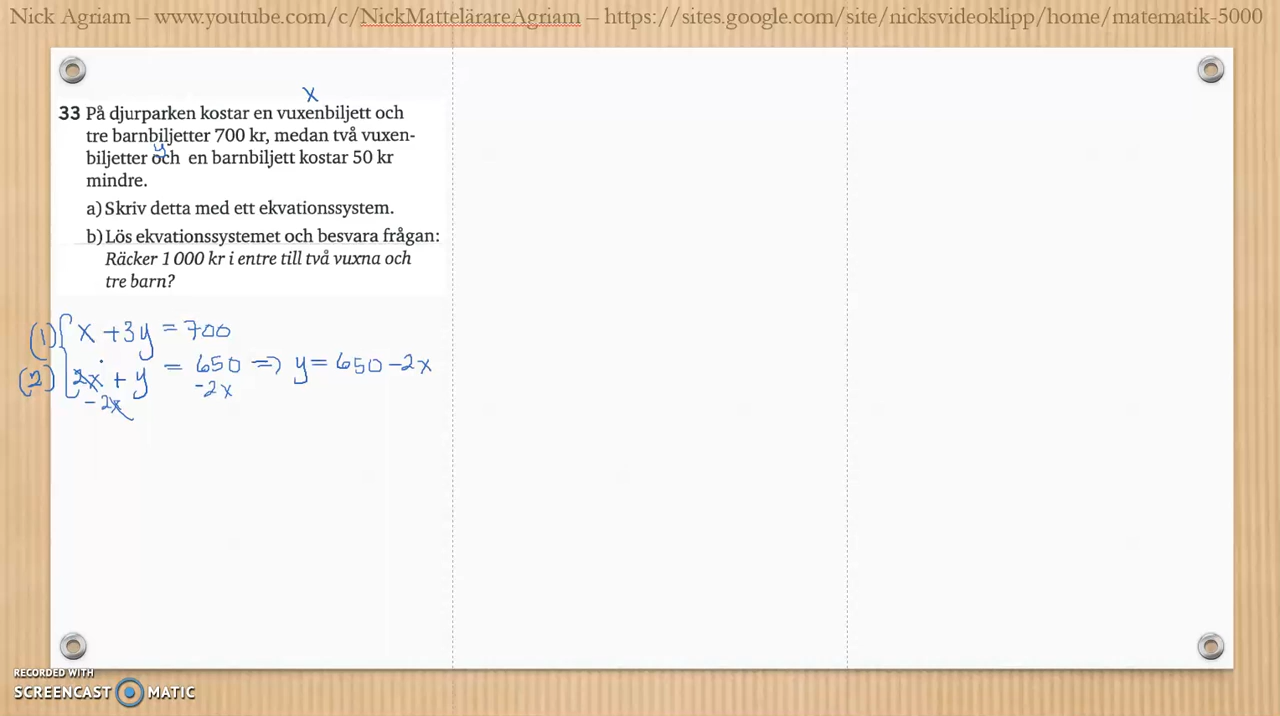 Nick Agriam – www.youtube.com/c/NickMattelärareAgriam – https://sites.google.com/site/nicksvideoklipp/home/matematik-5000
x
33 På djurparken kostar en vuxenbiljett och
tre barnbiljetter 700 kr, medan två vuxen-
y
biljetter och en barnbiljett kostar 50 kr
mindre.
a) Skriv detta med ett ekvationssystem.
b) Lös ekvationssystemet och besvara frågan:
Räcker 1 000 kr i entre till två vuxna och
tre barn?
(1) x + 3y = 700
(2) 2x + y = 650 => y = 650 - 2x
-2x -2x
RECORDED WITH
SCREENCAST MATIC